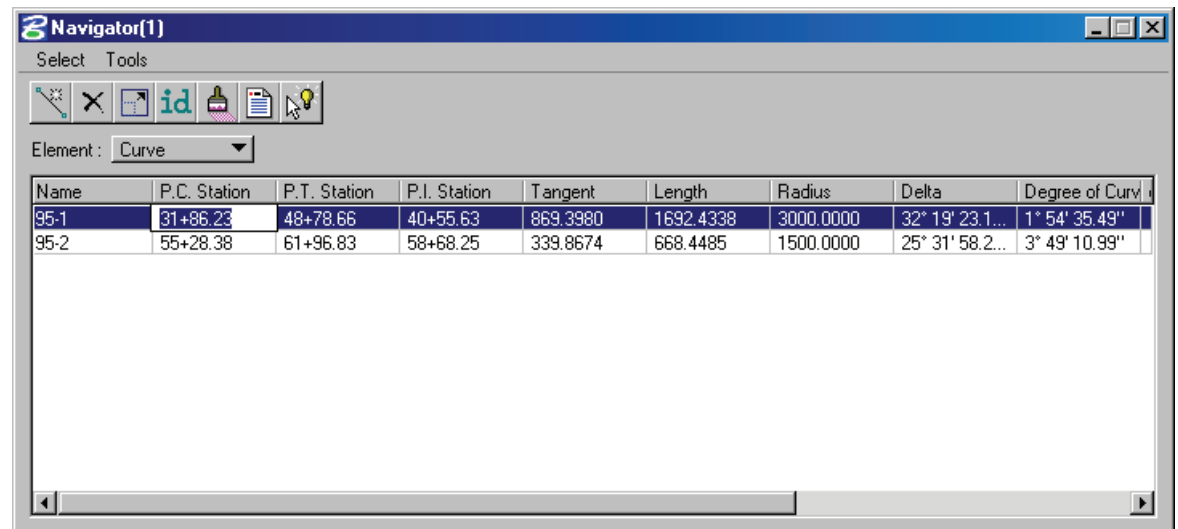 Navigator(1)
Select Tools
id
Element : Curve
Name P.C. Station P.T. Station P.I. Station Tangent Length Radius Delta Degree of Curv
95-1 31+86.23 48+78.66 40+55.63 869.3980 1692.4338 3000.0000 32° 19' 23.1... 1° 54' 35.49''
95-2 55+28.38 61+96.83 58+68.25 339.8674 668.4485 1500.0000 25° 31' 58.2... 3° 49' 10.99''